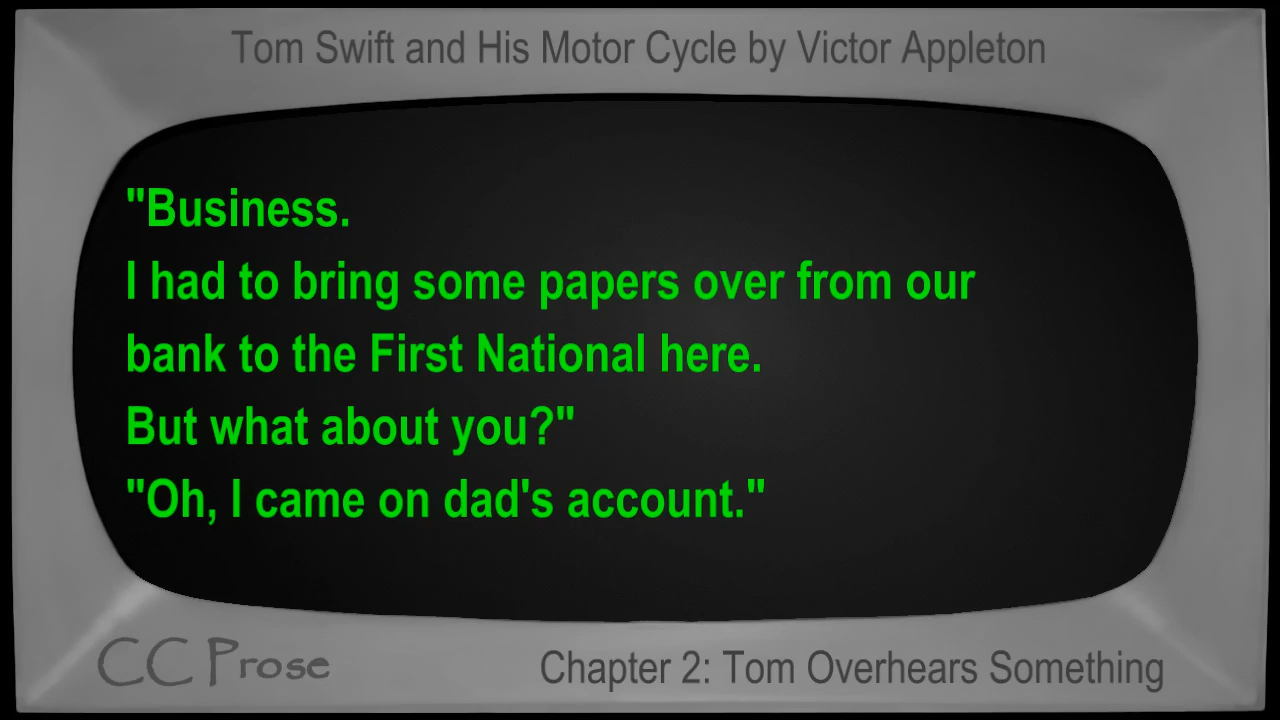 Tom Swift and His Motor Cycle by Victor Appleton
"Business.
I had to bring some papers over from our
bank to the First National here.
But what about you?"
"Oh, I came on dad's account."
CC Prose
Chapter 2: Tom Overhears Something